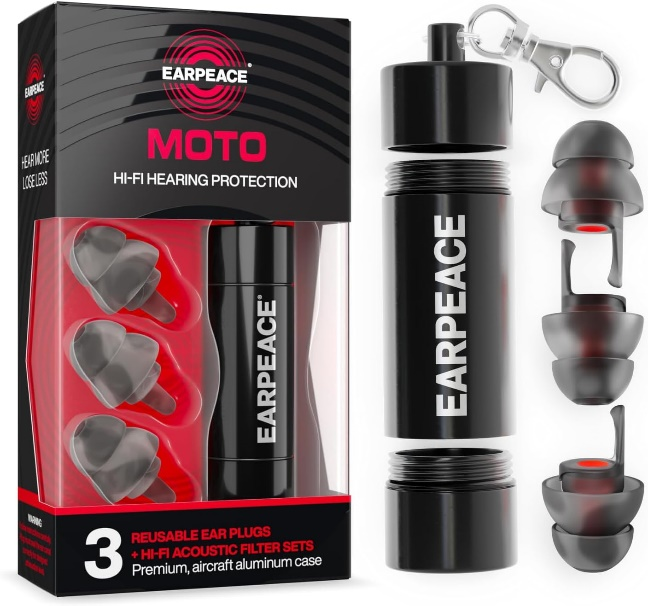 EARPEACE®
MOTO
HI-FI HEARING PROTECTION
EARPEACE
HEAR MORE
LOSE LESS
EARPEACE®
WARNING
3
REUSABLE EAR PLUGS
+ HI-FI ACOUSTIC FILTER SETS
Premium, aircraft aluminum case
EARPEACE